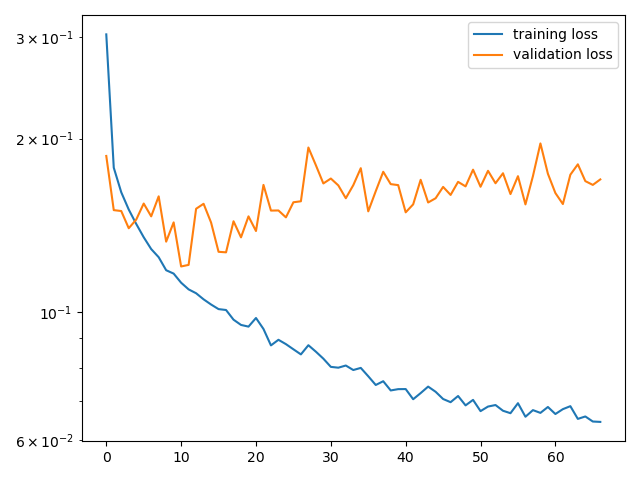 training loss
validation loss
3 × 10⁻¹
2 × 10⁻¹
10⁻¹
6 × 10⁻²
0 10 20 30 40 50 60